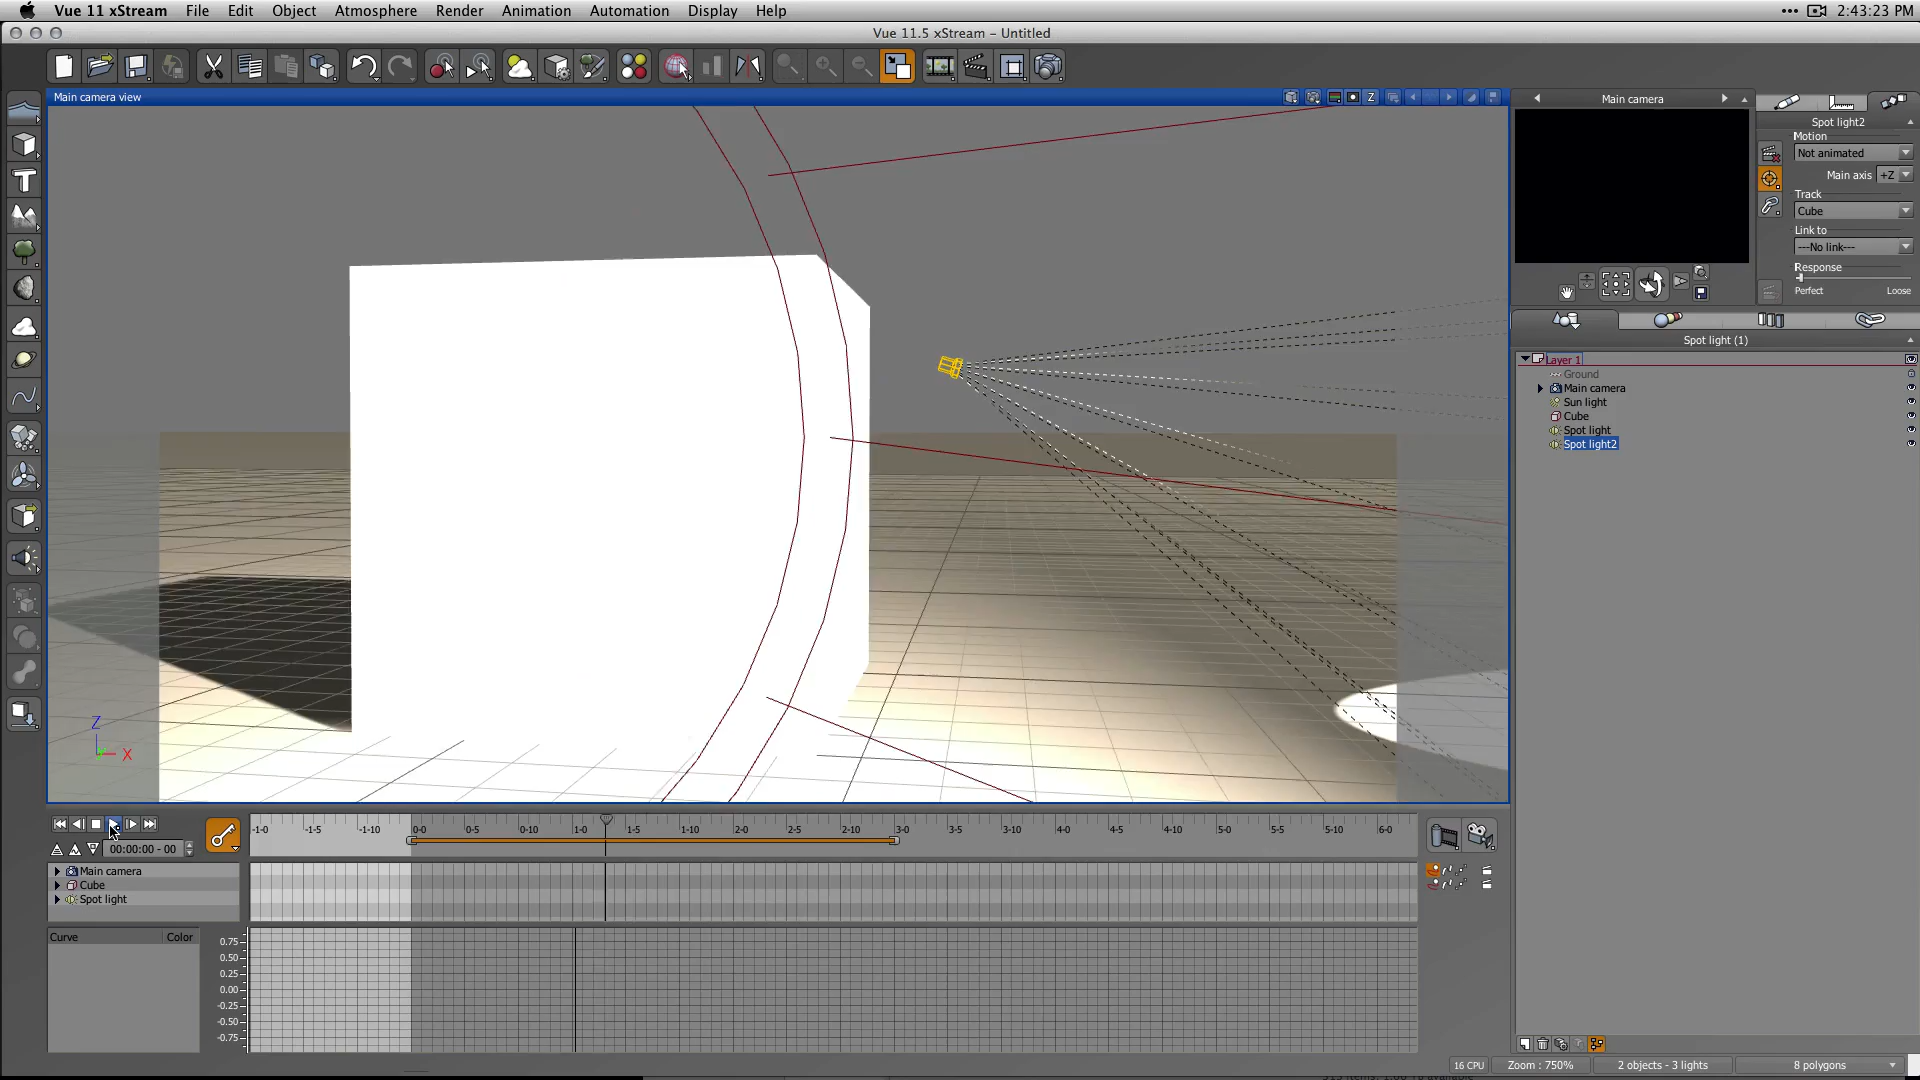 Vue 11 xStream File Edit Object Atmosphere Render Animation Automation Display Help 2:43:23 PM
Vue 11.5 xStream – Untitled
Main camera view
Z
Main camera
Spot light2
Motion
Not animated
Main axis +Z
Track
Cube
Link to
---No link---
Response
Perfect Loose
Spot light (1)
Layer 1
Ground
Main camera
Sun light
Cube
Spot light
Spot light2
Z
Y
X
-1-0 -1-5 -1-10 0-0 0-5 0-10 1-0 1-5 1-10 2-0 2-5 2-10 3-0 3-5 3-10 4-0 4-5 4-10 5-0 5-5 5-10 6-0
00:00:00 - 00
Main camera
Cube
Spot light
Curve Color
0.75
0.50
0.25
0.00
-0.25
-0.50
-0.75
16 CPU Zoom : 750% 2 objects - 3 lights 8 polygons